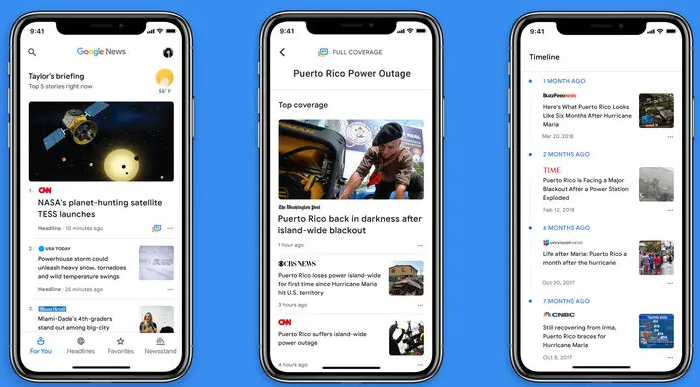 9:41
Google News
Taylor's briefing
Top 5 stories right now
56° F
1.
CNN
NASA's planet-hunting satellite
TESS launches
Headline · 10 minutes ago
2.
USA TODAY
Powerhouse storm could
unleash heavy snow, tornadoes
and wild temperature swings
Headline · 25 minutes ago
3.
Miami Herald
Miami-Dade's 4th-graders
stand out among big-city
For You
Headlines
Favorites
Newsstand
9:41
FULL COVERAGE
Puerto Rico Power Outage
Top coverage
The Washington Post
Puerto Rico back in darkness after
island-wide blackout
1 hour ago
CBS NEWS
Puerto Rico loses power island-wide
for first time since Hurricane Maria
hit U.S. territory
3 hours ago
CNN
Puerto Rico suffers island-wide
power outage
4 hours ago
9:41
Timeline
1 MONTH AGO
BuzzFeed NEWS
Here's What Puerto Rico Looks
Like Six Months After Hurricane
Maria
Mar 20, 2018
2 MONTHS AGO
TIME
Puerto Rico Is Facing a Major
Blackout After a Power Station
Exploded
Feb 12, 2018
6 MONTHS AGO
Life after Maria: Puerto Rico a
month after the hurricane
Oct 20, 2017
7 MONTHS AGO
CNBC
Still recovering from Irma,
Puerto Rico braces for
Hurricane Maria
Oct 8, 2017